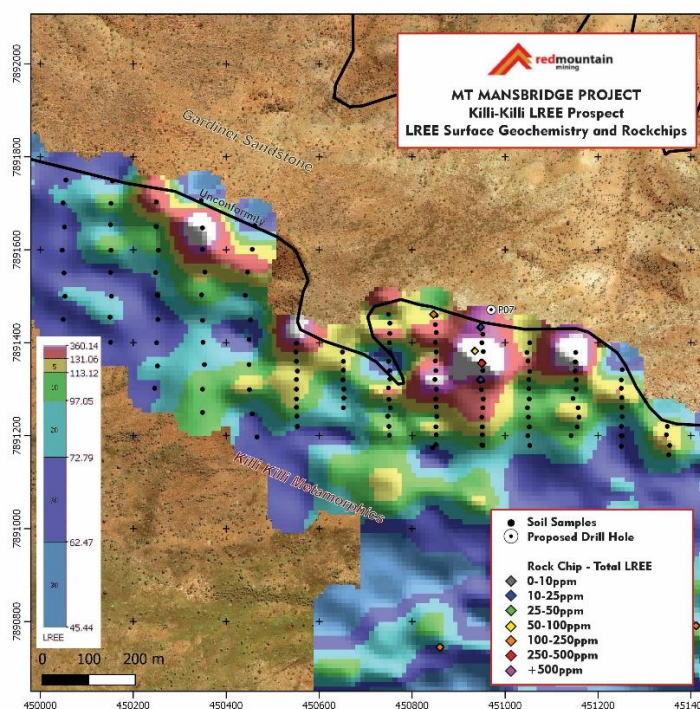 redmountain
mining
MT MANSBRIDGE PROJECT
Killi-Killi LREE Prospect
LREE Surface Geochemistry and Rockchips
7892000
7891800
7891600
7891400
7891200
7891000
7890800
Gardiner Sandstone
Unconformity
P07
Killi-Killi Metamorphics
360.14
131.06
5
113.12
10
97.05
20
72.79
62.47
45.44
LREE
0 100 200 m
Soil Samples
Proposed Drill Hole
Rock Chip - Total LREE
0-10ppm
10-25ppm
25-50ppm
50-100ppm
100-250ppm
250-500ppm
+500ppm
450000 450200 450400 450600 450800 451000 451200